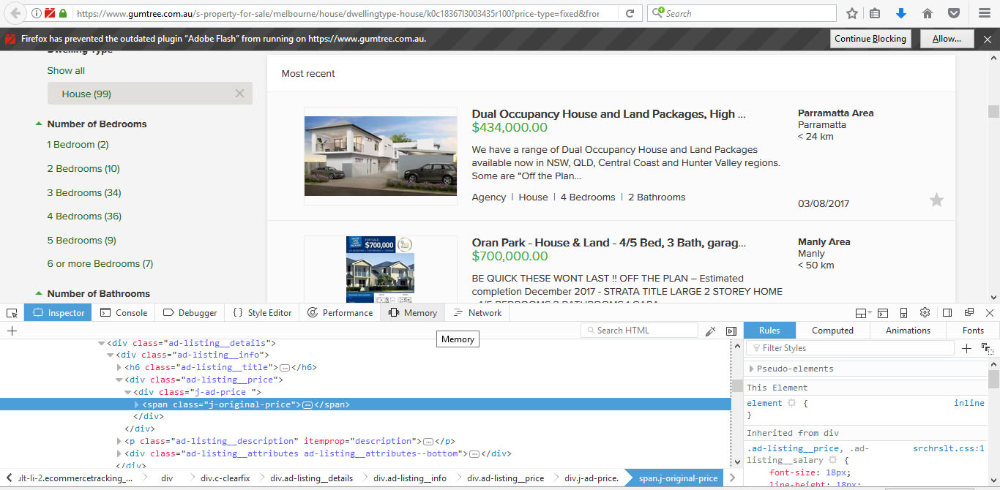 https://www.gumtree.com.au/s-property-for-sale/melbourne/house/dwellingtype-house/k0c18367l3003435r100?price-type=fixed&fror
Search
Firefox has prevented the outdated plugin "Adobe Flash" from running on https://www.gumtree.com.au.
Continue Blocking
Allow...
Dwelling Type
Show all
House (99)
Number of Bedrooms
1 Bedroom (2)
2 Bedrooms (10)
3 Bedrooms (34)
4 Bedrooms (36)
5 Bedrooms (9)
6 or more Bedrooms (7)
Number of Bathrooms
Most recent
Dual Occupancy House and Land Packages, High ...
$434,000.00
We have a range of Dual Occupancy House and Land Packages
available now in NSW, QLD, Central Coast and Hunter Valley regions.
Some are "Off the Plan...
Agency | House | 4 Bedrooms | 2 Bathrooms
Parramatta Area
Parramatta
< 24 km
03/08/2017
FOR SALE
$700,000
Oran Park - House & Land - 4/5 Bed, 3 Bath, garag...
$700,000.00
BE QUICK THESE WONT LAST !! OFF THE PLAN – Estimated
completion December 2017 - STRATA TITLE LARGE 2 STOREY HOME
Manly Area
Manly
< 50 km
Inspector
Console
Debugger
Style Editor
Performance
Memory
Network
Memory
Search HTML
Rules
Computed
Animations
Fonts
<div class="ad-listing__details">
<div class="ad-listing__info">
<h6 class="ad-listing__title">…</h6>
<div class="ad-listing__price">
<div class="j-ad-price ">
<span class="j-original-price">…</span>
</div>
</div>
<p class="ad-listing__description" itemprop="description">…</p>
<div class="ad-listing__attributes ad-listing__attributes--bottom">…</div>
</div>
Filter Styles
Pseudo-elements
This Element
element { inline
}
Inherited from div
.ad-listing__price, .ad- srchrslt.css:1
listing__salary {
font-size: 18px;
line-height: 18px;
ult-li-2.ecommercetracking_...
div
div.c-clearfix
div.ad-listing__details
div.ad-listing__info
div.ad-listing__price
div.j-ad-price.
span.j-original-price